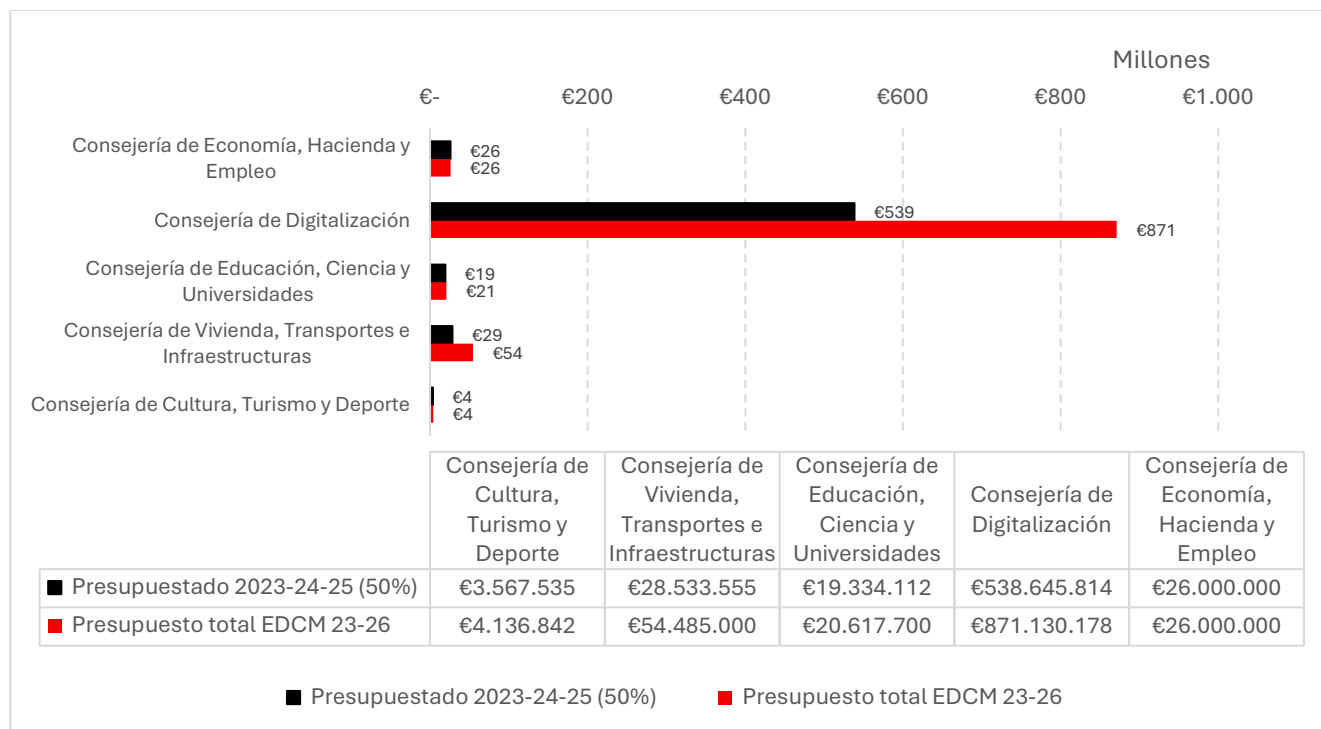 Millones
€-
€200
€400
€600
€800
€1.000
Consejería de Economía, Hacienda y
Empleo
€26
€26
Consejería de Digitalización
€539
€871
Consejería de Educación, Ciencia y
Universidades
€19
€21
Consejería de Vivienda, Transportes e
Infraestructuras
€29
€54
Consejería de Cultura, Turismo y Deporte
€4
€4
Consejería de
Cultura,
Turismo y
Deporte
Consejería de
Vivienda,
Transportes e
Infraestructuras
Consejería de
Educación,
Ciencia y
Universidades
Consejería de
Digitalización
Consejería de
Economía,
Hacienda y
Empleo
Presupuestado 2023-24-25 (50%) €3.567.535 €28.533.555 €19.334.112 €538.645.814 €26.000.000
Presupuesto total EDCM 23-26 €4.136.842 €54.485.000 €20.617.700 €871.130.178 €26.000.000
Presupuestado 2023-24-25 (50%) Presupuesto total EDCM 23-26